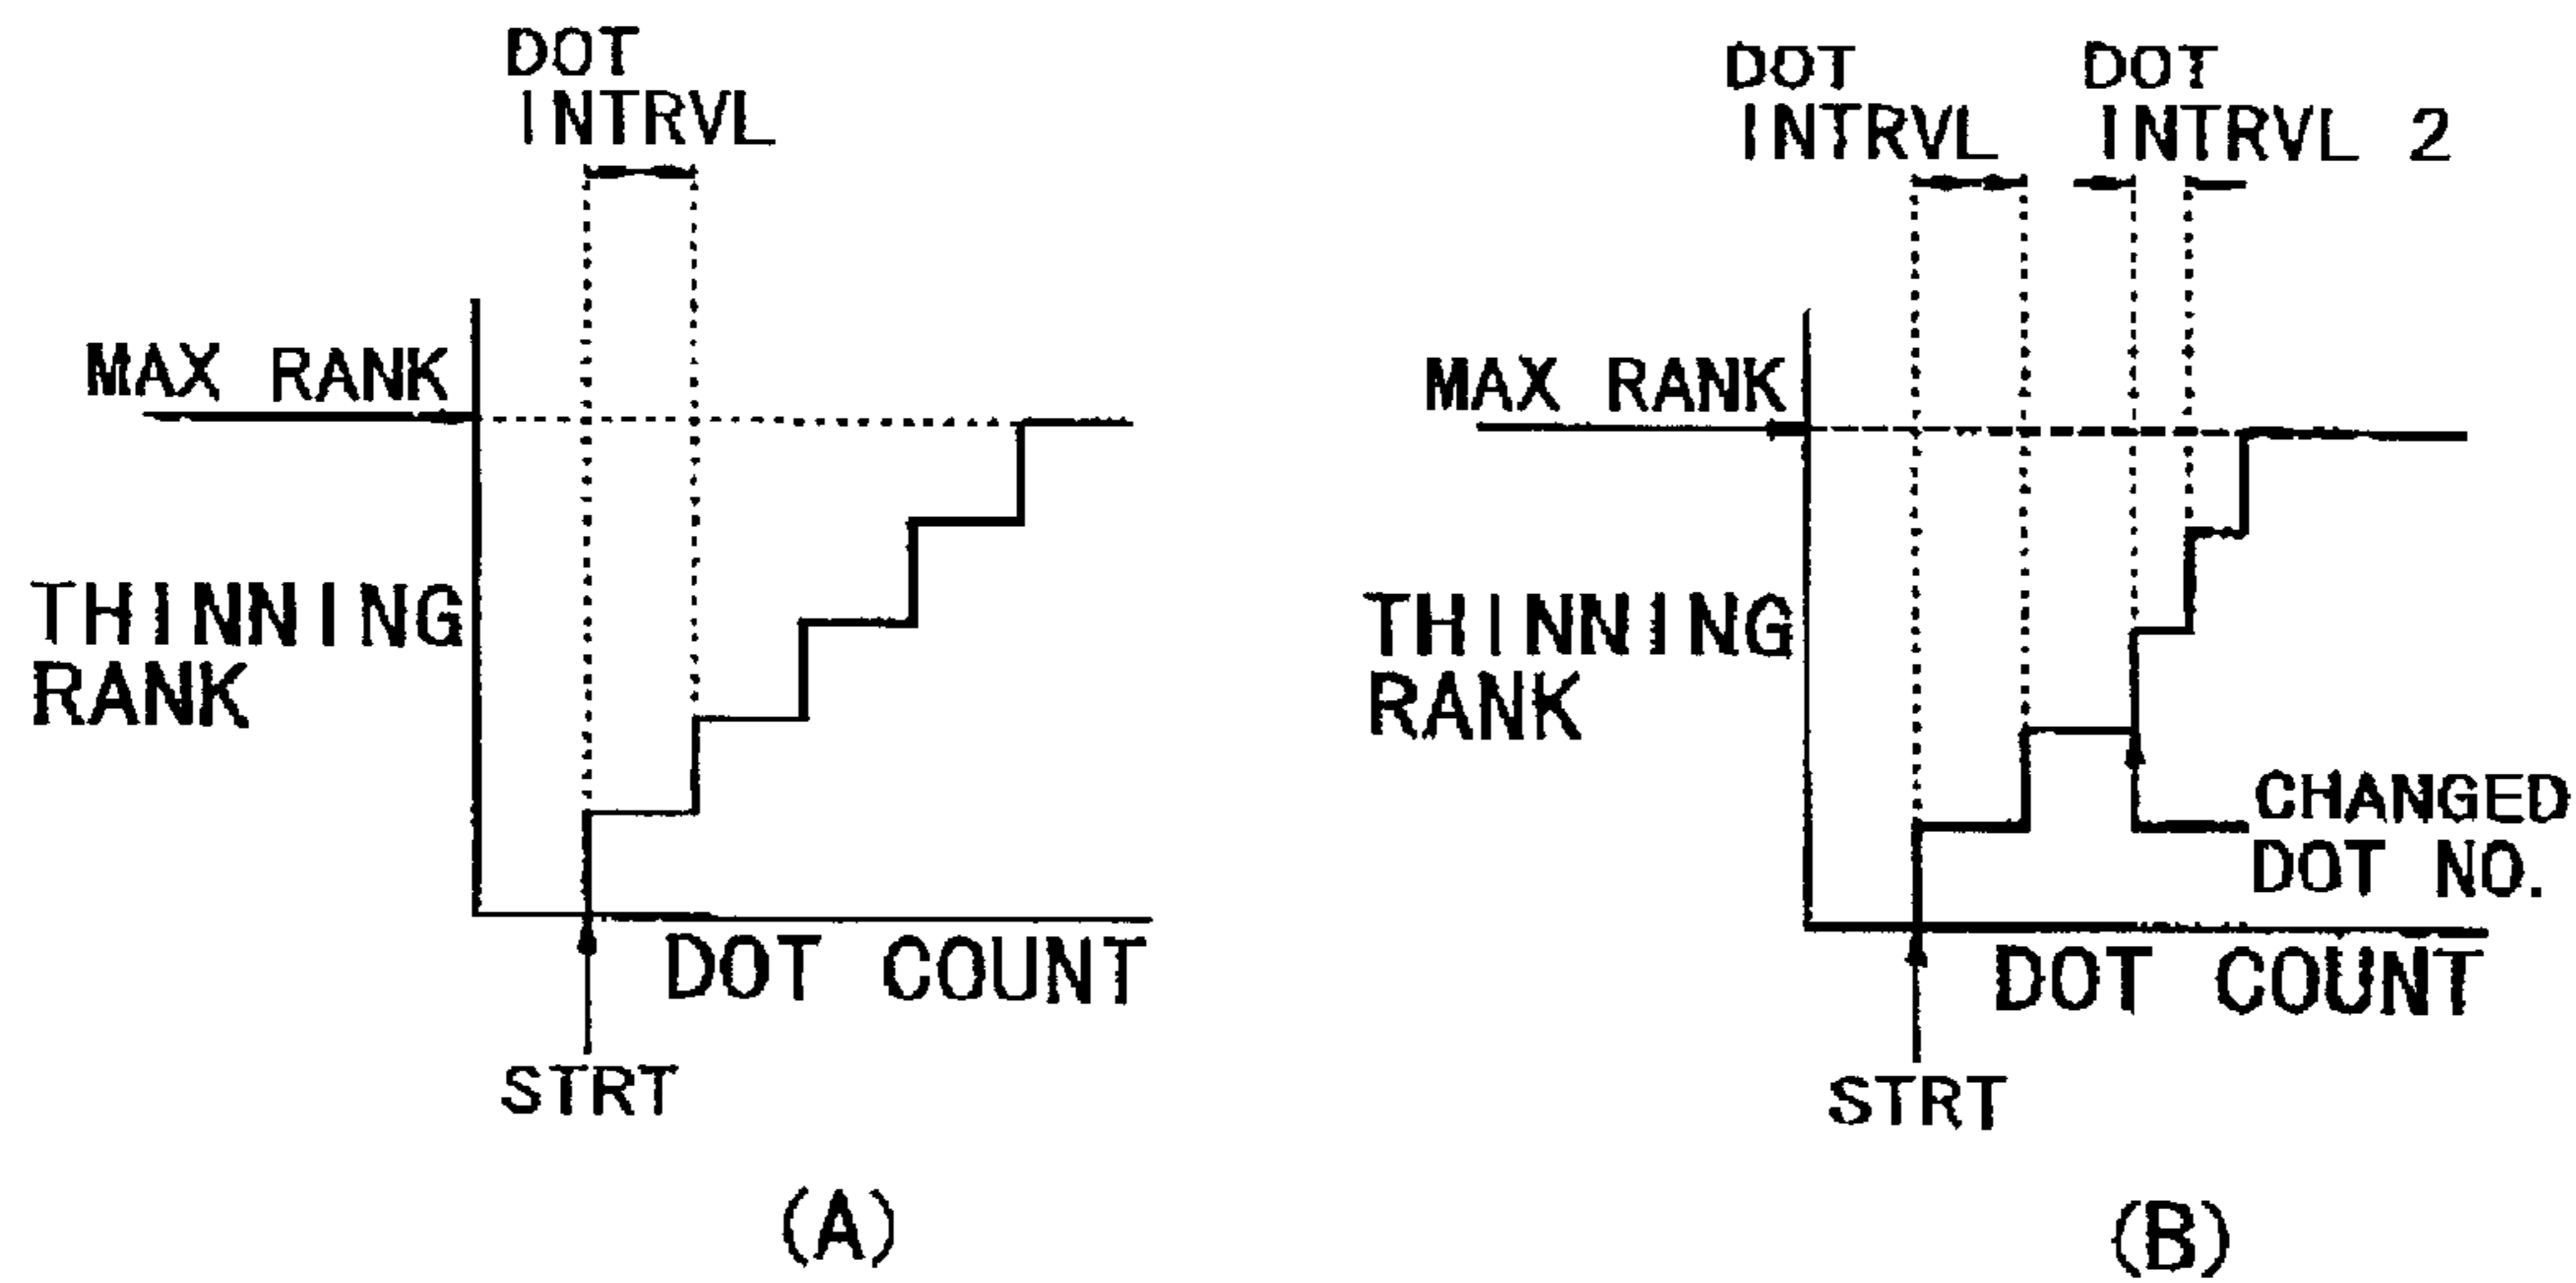 DOT
INTRVL
MAX RANK
THINNING
RANK
DOT COUNT
STRT
(A)
DOT
INTRVL
DOT
INTRVL 2
MAX RANK
THINNING
RANK
CHANGED
DOT NO.
DOT COUNT
STRT
(B)